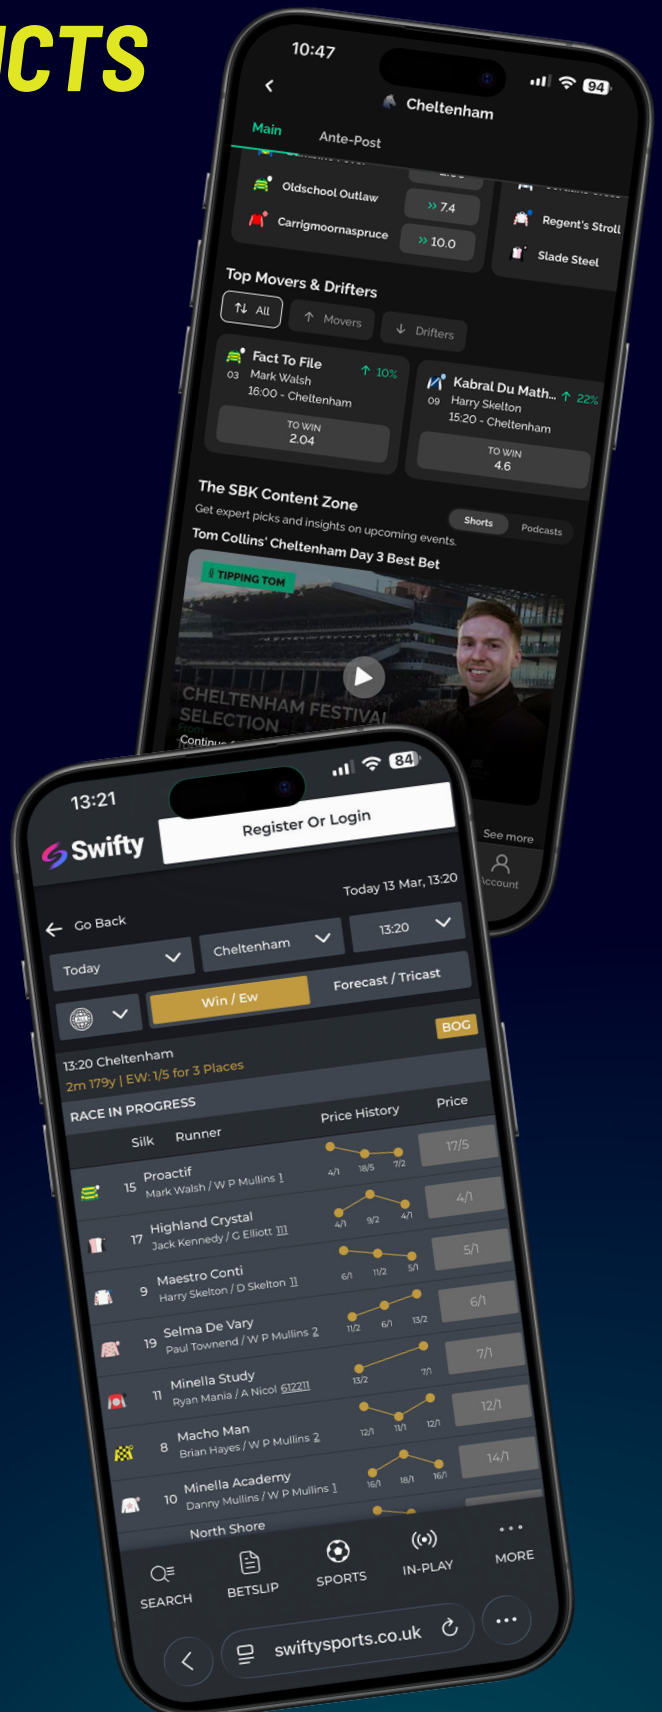 UCTS
10:47
94
Cheltenham
Main
Ante-Post
Oldschool Outlaw
7.4
Regent's Stroll
Carrigmoornaspruce
10.0
Slade Steel
Top Movers & Drifters
All
Movers
Drifters
Fact To File
10%
03
Mark Walsh
16:00 - Cheltenham
TO WIN
2.04
Kabral Du Math...
22%
09
Harry Skelton
15:20 - Cheltenham
TO WIN
4.6
The SBK Content Zone
Get expert picks and insights on upcoming events.
Shorts
Podcasts
Tom Collins' Cheltenham Day 3 Best Bet
TIPPING TOM
CHELTENHAM FESTIVAL
SELECTION
From
See more
Account
13:21
84
Swifty
Register Or Login
Go Back
Today 13 Mar, 13:20
Today
Cheltenham
13:20
Win / Ew
Forecast / Tricast
13:20 Cheltenham
BOG
2m 179y | EW: 1/5 for 3 Places
RACE IN PROGRESS
Silk Runner Price History Price
15 Proactif
Mark Walsh / W P Mullins 1
4/1 18/5 7/2
17/5
17 Highland Crystal
Jack Kennedy / G Elliott 111
4/1 9/2 4/1
4/1
9 Maestro Conti
Harry Skelton / D Skelton 11
6/1 11/2 5/1
5/1
19 Selma De Vary
Paul Townend / W P Mullins 2
11/2 6/1 13/2
6/1
11 Minella Study
Ryan Mania / A Nicol 612211
13/2 7/1
7/1
8 Macho Man
Brian Hayes / W P Mullins 2
12/1 11/1 12/1
12/1
10 Minella Academy
Danny Mullins / W P Mullins 1
16/1 18/1 16/1
14/1
North Shore
SEARCH
BETSLIP
SPORTS
IN-PLAY
MORE
swiftysports.co.uk